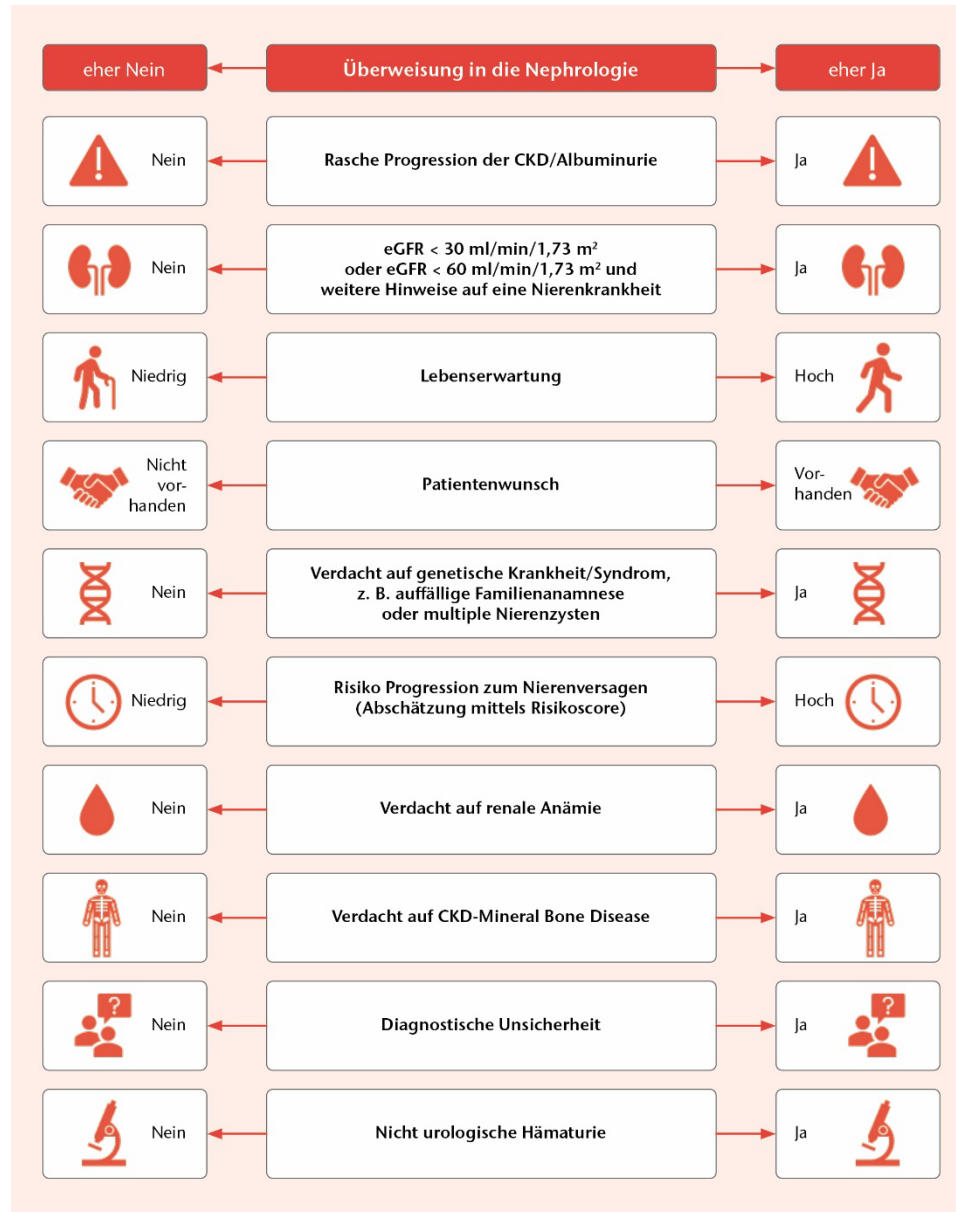 eher Nein
Überweisung in die Nephrologie
eher Ja
Nein
Rasche Progression der CKD/Albuminurie
Ja
Nein
eGFR < 30 ml/min/1,73 m²
oder eGFR < 60 ml/min/1,73 m² und
weitere Hinweise auf eine Nierenkrankheit
Ja
Niedrig
Lebenserwartung
Hoch
Nicht
vor-
handen
Patientenwunsch
Vor-
handen
Nein
Verdacht auf genetische Krankheit/Syndrom,
z. B. auffällige Familienanamnese
oder multiple Nierenzysten
Ja
Niedrig
Risiko Progression zum Nierenversagen
(Abschätzung mittels Risikoscore)
Hoch
Nein
Verdacht auf renale Anämie
Ja
Nein
Verdacht auf CKD-Mineral Bone Disease
Ja
Nein
Diagnostische Unsicherheit
Ja
Nein
Nicht urologische Hämaturie
Ja